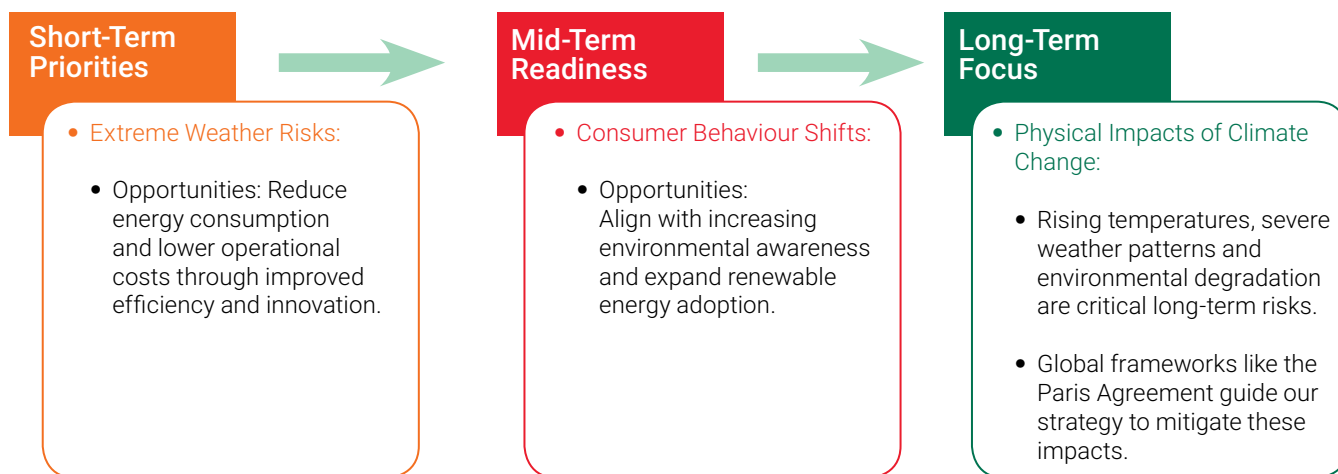 Short-Term
Priorities
• Extreme Weather Risks:
• Opportunities: Reduce
energy consumption
and lower operational
costs through improved
efficiency and innovation.
Mid-Term
Readiness
• Consumer Behaviour Shifts:
• Opportunities:
Align with increasing
environmental awareness
and expand renewable
energy adoption.
Long-Term
Focus
• Physical Impacts of Climate
Change:
• Rising temperatures, severe
weather patterns and
environmental degradation
are critical long-term risks.
• Global frameworks like the
Paris Agreement guide our
strategy to mitigate these
impacts.